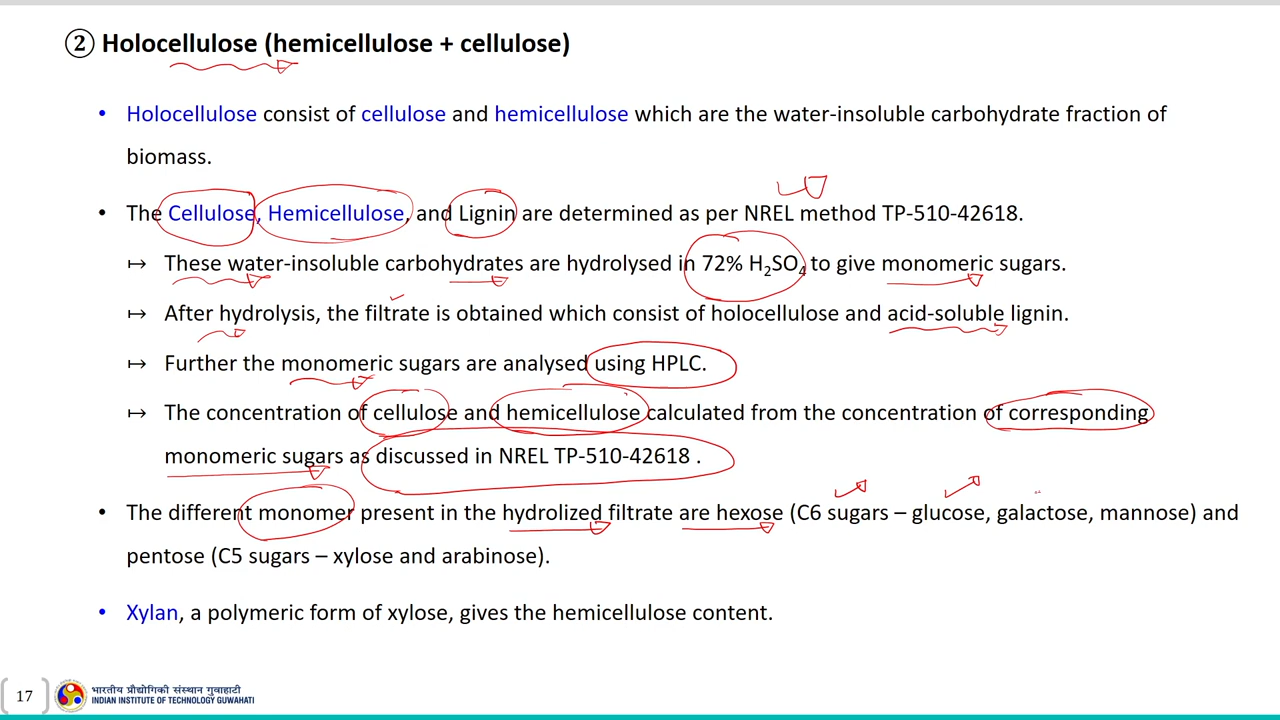 ② Holocellulose (hemicellulose + cellulose)
• Holocellulose consist of cellulose and hemicellulose which are the water-insoluble carbohydrate fraction of
biomass.
• The Cellulose, Hemicellulose, and Lignin are determined as per NREL method TP-510-42618.
↦ These water-insoluble carbohydrates are hydrolysed in 72% H₂SO₄ to give monomeric sugars.
↦ After hydrolysis, the filtrate is obtained which consist of holocellulose and acid-soluble lignin.
↦ Further the monomeric sugars are analysed using HPLC.
↦ The concentration of cellulose and hemicellulose calculated from the concentration of corresponding
monomeric sugars as discussed in NREL TP-510-42618 .
• The different monomer present in the hydrolized filtrate are hexose (C6 sugars – glucose, galactose, mannose) and
pentose (C5 sugars – xylose and arabinose).
• Xylan, a polymeric form of xylose, gives the hemicellulose content.
17
भारतीय प्रौद्योगिकी संस्थान गुवाहाटी
INDIAN INSTITUTE OF TECHNOLOGY GUWAHATI